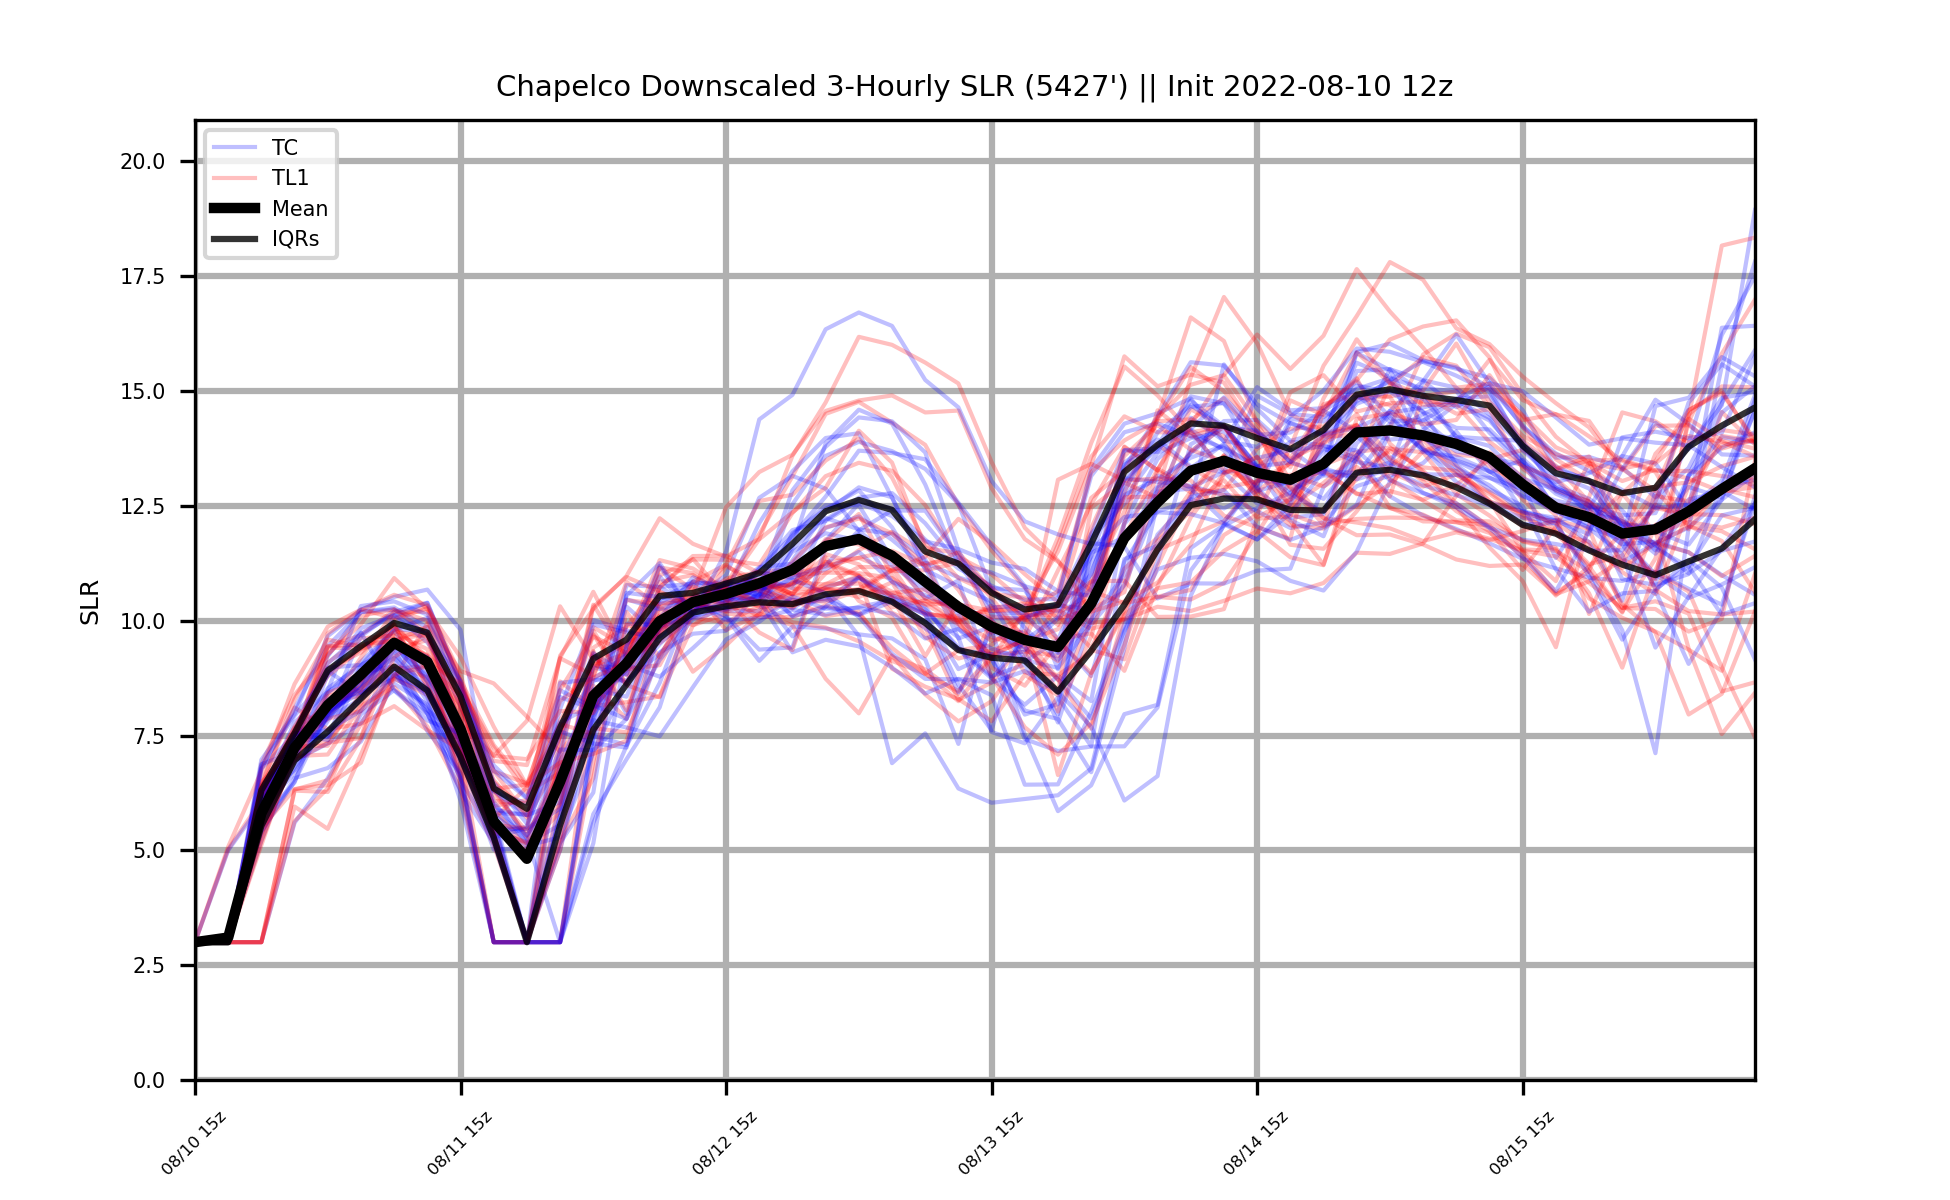 Chapelco Downscaled 3-Hourly SLR (5427') || Init 2022-08-10 12z
TC
TL1
Mean
IQRs
SLR
20.0
17.5
15.0
12.5
10.0
7.5
5.0
2.5
0.0
08/10 15z
08/11 15z
08/12 15z
08/13 15z
08/14 15z
08/15 15z